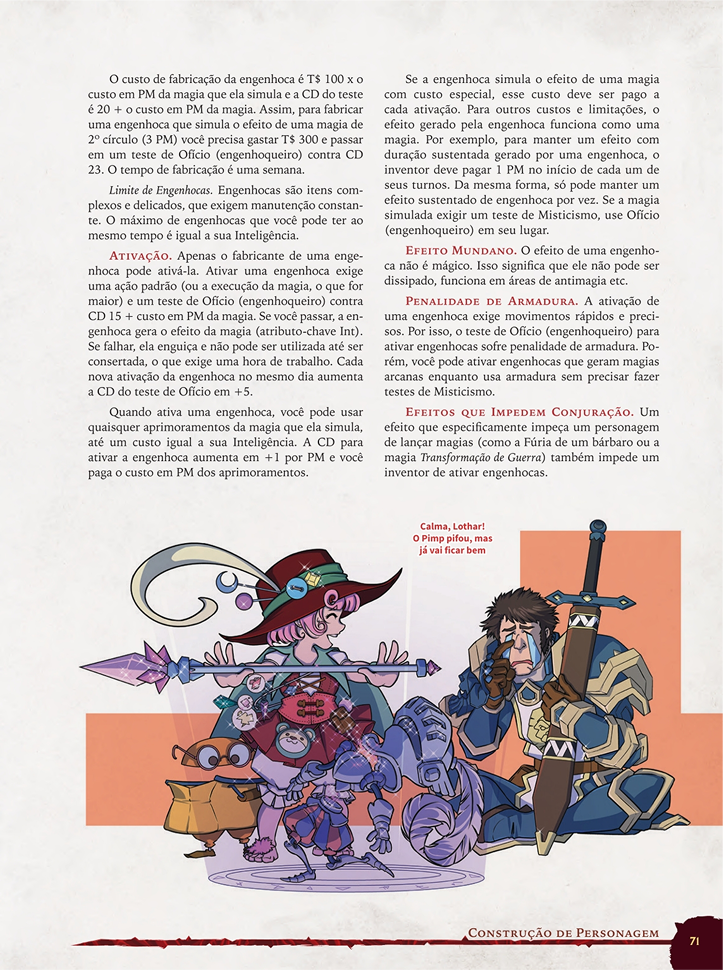 O custo de fabricação da engenhoca é T$ 100 x o
custo em PM da magia que ela simula e a CD do teste
é 20 + o custo em PM da magia. Assim, para fabricar
uma engenhoca que simula o efeito de uma magia de
2º círculo (3 PM) você precisa gastar T$ 300 e passar
em um teste de Ofício (engenhoqueiro) contra CD
23. O tempo de fabricação é uma semana.
Limite de Engenhocas. Engenhocas são itens com-
plexos e delicados, que exigem manutenção constan-
te. O máximo de engenhocas que você pode ter ao
mesmo tempo é igual a sua Inteligência.
Ativação. Apenas o fabricante de uma enge-
nhoca pode ativá-la. Ativar uma engenhoca exige
uma ação padrão (ou a execução da magia, o que for
maior) e um teste de Ofício (engenhoqueiro) contra
CD 15 + custo em PM da magia. Se você passar, a en-
genhoca gera o efeito da magia (atributo-chave Int).
Se falhar, ela enguiça e não pode ser utilizada até ser
consertada, o que exige uma hora de trabalho. Cada
nova ativação da engenhoca no mesmo dia aumenta
a CD do teste de Ofício em +5.
Quando ativa uma engenhoca, você pode usar
quaisquer aprimoramentos da magia que ela simula,
até um custo igual a sua Inteligência. A CD para
ativar a engenhoca aumenta em +1 por PM e você
paga o custo em PM dos aprimoramentos.
Se a engenhoca simula o efeito de uma magia
com custo especial, esse custo deve ser pago a
cada ativação. Para outros custos e limitações, o
efeito gerado pela engenhoca funciona como uma
magia. Por exemplo, para manter um efeito com
duração sustentada gerado por uma engenhoca, o
inventor deve pagar 1 PM no início de cada um de
seus turnos. Da mesma forma, só pode manter um
efeito sustentado de engenhoca por vez. Se a magia
simulada exigir um teste de Misticismo, use Ofício
(engenhoqueiro) em seu lugar.
Efeito Mundano. O efeito de uma engenho-
ca não é mágico. Isso significa que ele não pode ser
dissipado, funciona em áreas de antimagia etc.
Penalidade de Armadura. A ativação de
uma engenhoca exige movimentos rápidos e preci-
sos. Por isso, o teste de Ofício (engenhoqueiro) para
ativar engenhocas sofre penalidade de armadura. Po-
rém, você pode ativar engenhocas que geram magias
arcanas enquanto usa armadura sem precisar fazer
testes de Misticismo.
Efeitos que Impedem Conjuração. Um
efeito que especificamente impeça um personagem
de lançar magias (como a Fúria de um bárbaro ou a
magia Transformação de Guerra) também impede um
inventor de ativar engenhocas.
Calma, Lothar!
O Pimp pifou, mas
já vai ficar bem
Construção de Personagem
71